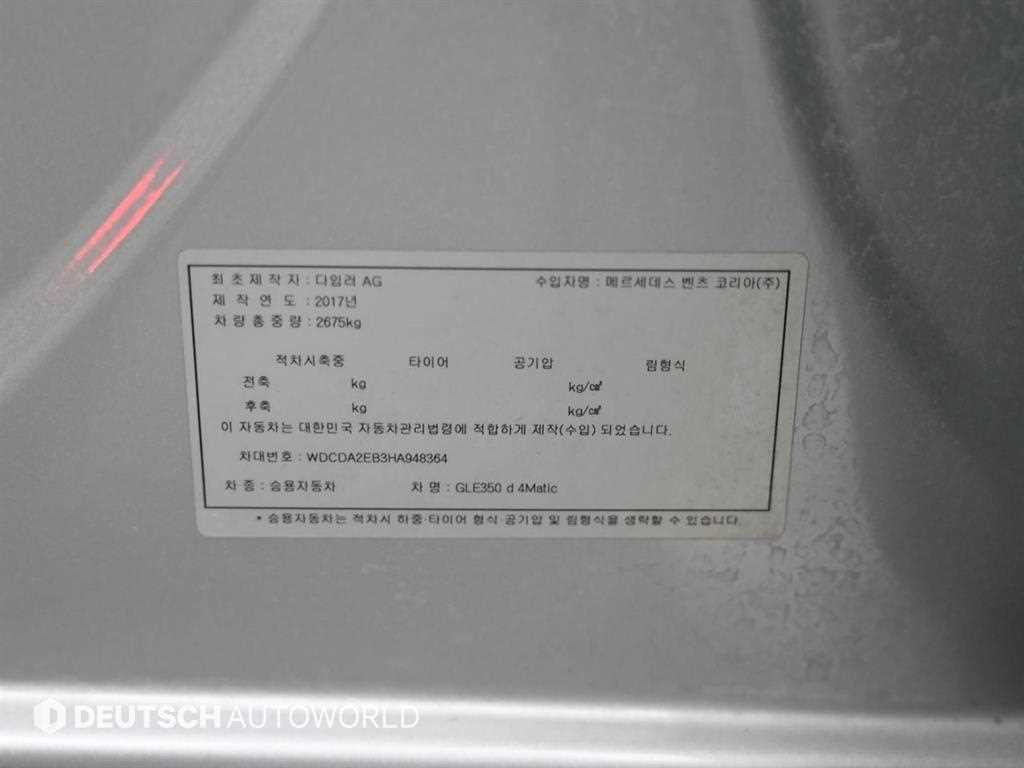 최초제작자 : 다임러 AG 수입자명 : 메르세데스 벤츠 코리아(주)
제 작 연 도 : 2017년
차량총중량 : 2675kg
적차시축중 타이어 공기압 림형식
전축 kg kg/㎠
후축 kg kg/㎠
이 자동차는 대한민국 자동차관리법령에 적합하게 제작(수입) 되었습니다.
차대번호 : WDCDA2EB3HA948364
차 종 : 승용자동차 차 명 : GLE350 d 4Matic
* 승용자동차는 적차시 하중·타이어 형식·공기압 및 림형식을 생략할 수 있습니다.
DEUTSCH AUTOWORLD